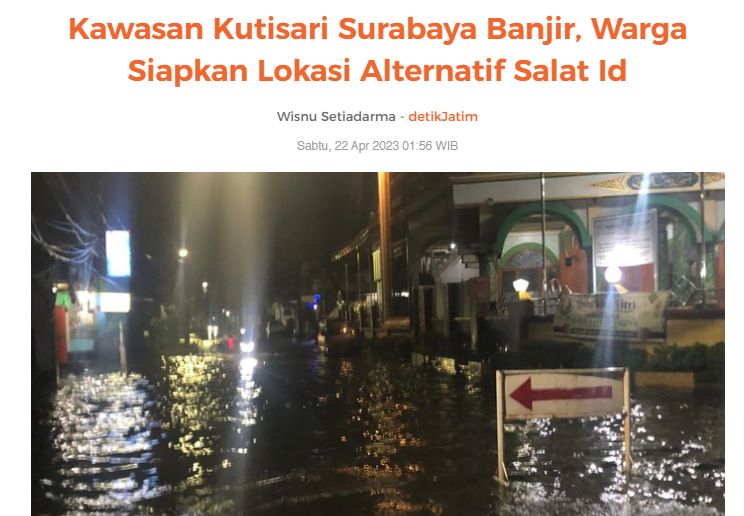 Kawasan Kutisari Surabaya Banjir, Warga
Siapkan Lokasi Alternatif Salat Id
Wisnu Setiadarma - detikJatim
Sabtu, 22 Apr 2023 01:56 WIB